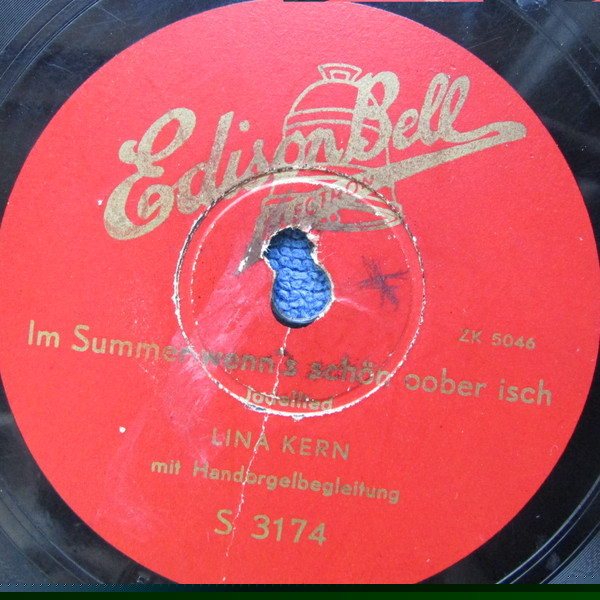 Edison Bell
ZK 5046
Im Summer wenn's schön oober isch
Jodellied
LINA KERN
mit Handorgelbegleitung
S 3174